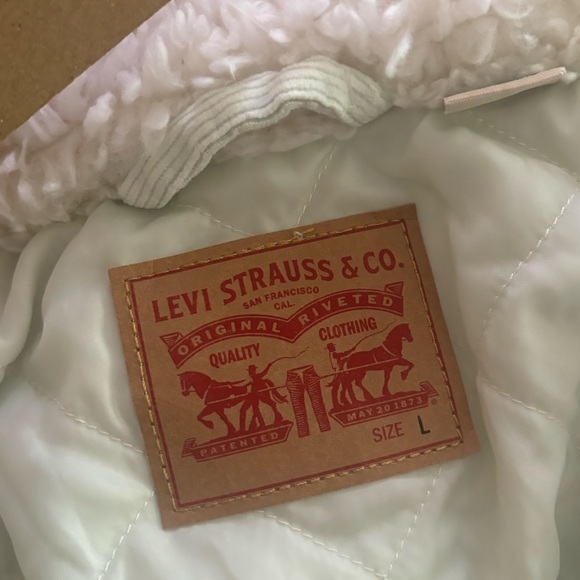 LEVI STRAUSS & CO.
SAN FRANCISCO
CAL.
ORIGINAL RIVETED
QUALITY CLOTHING
PATENTED MAY 20 1873 ®
SIZE L